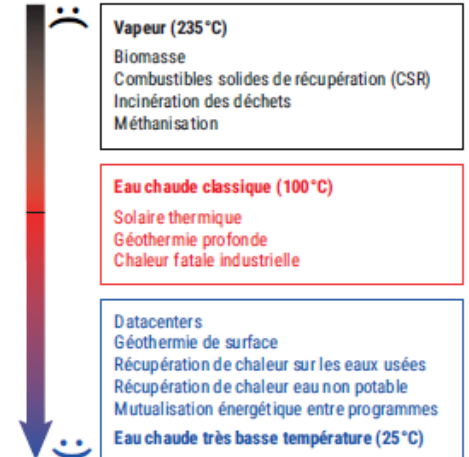 Vapeur (235°C)
Biomasse
Combustibles solides de récupération (CSR)
Incinération des déchets
Méthanisation
Eau chaude classique (100°C)
Solaire thermique
Géothermie profonde
Chaleur fatale industrielle
Datacenters
Géothermie de surface
Récupération de chaleur sur les eaux usées
Récupération de chaleur eau non potable
Mutualisation énergétique entre programmes
Eau chaude très basse température (25°C)